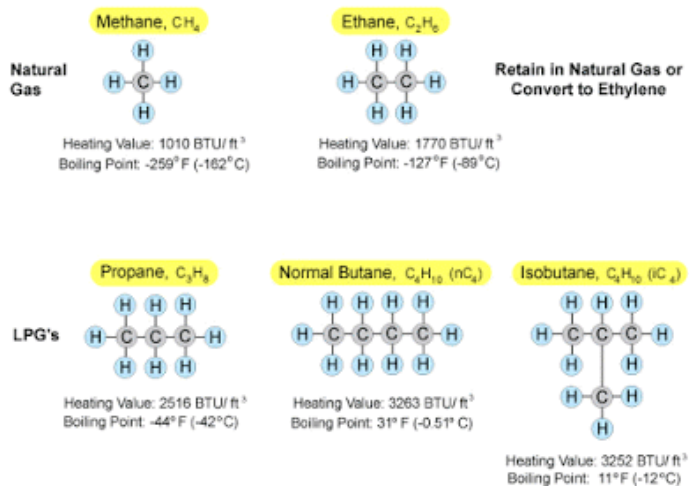 Methane, CH₄
Ethane, C₂H₆
Natural Gas
Retain in Natural Gas or
Convert to Ethylene
H
H C H
H
H H
H C C H
H H
Heating Value: 1010 BTU/ ft³
Boiling Point: -259°F (-162°C)
Heating Value: 1770 BTU/ ft³
Boiling Point: -127°F (-89°C)
Propane, C₃H₈
Normal Butane, C₄H₁₀ (nC₄)
Isobutane, C₄H₁₀ (iC₄)
LPG's
H H H
H C C C H
H H H
H H H H
H C C C C H
H H H H
H H H
H C C C H
H H
H C H
H
Heating Value: 2516 BTU/ ft³
Boiling Point: -44° F (-42°C)
Heating Value: 3263 BTU/ ft³
Boiling Point: 31° F (-0.51° C)
Heating Value: 3252 BTU/ ft³
Boiling Point: 11°F (-12°C)